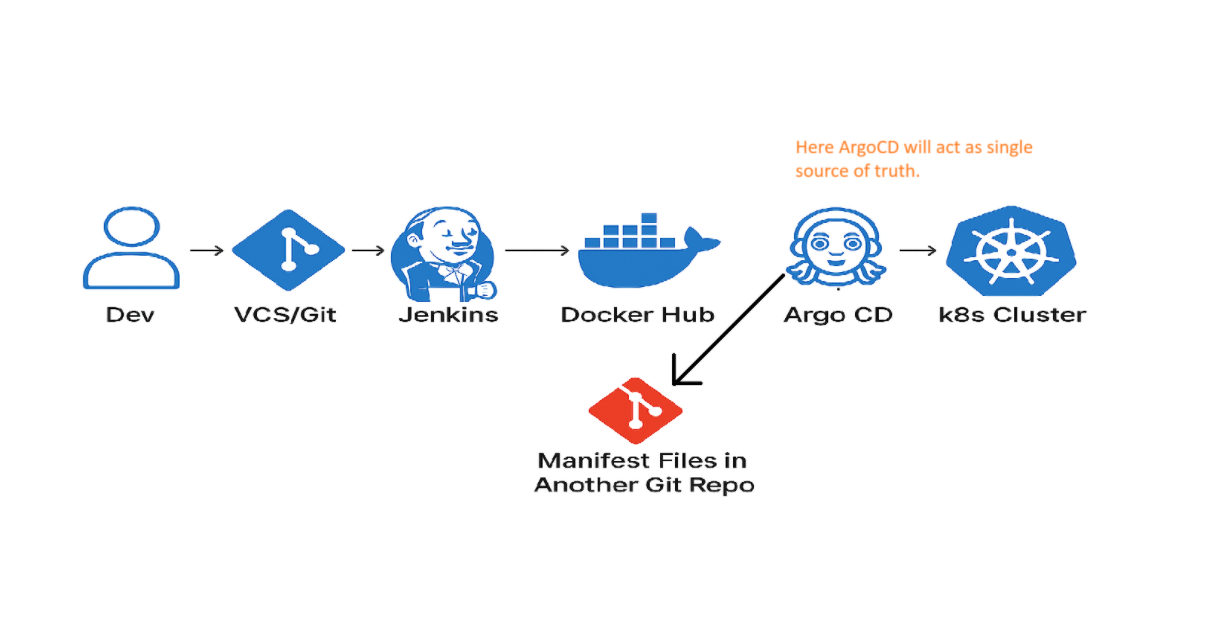 Here ArgoCD will act as single
source of truth.
Dev
VCS/Git
Jenkins
Docker Hub
Argo CD
k8s Cluster
Manifest Files in
Another Git Repo